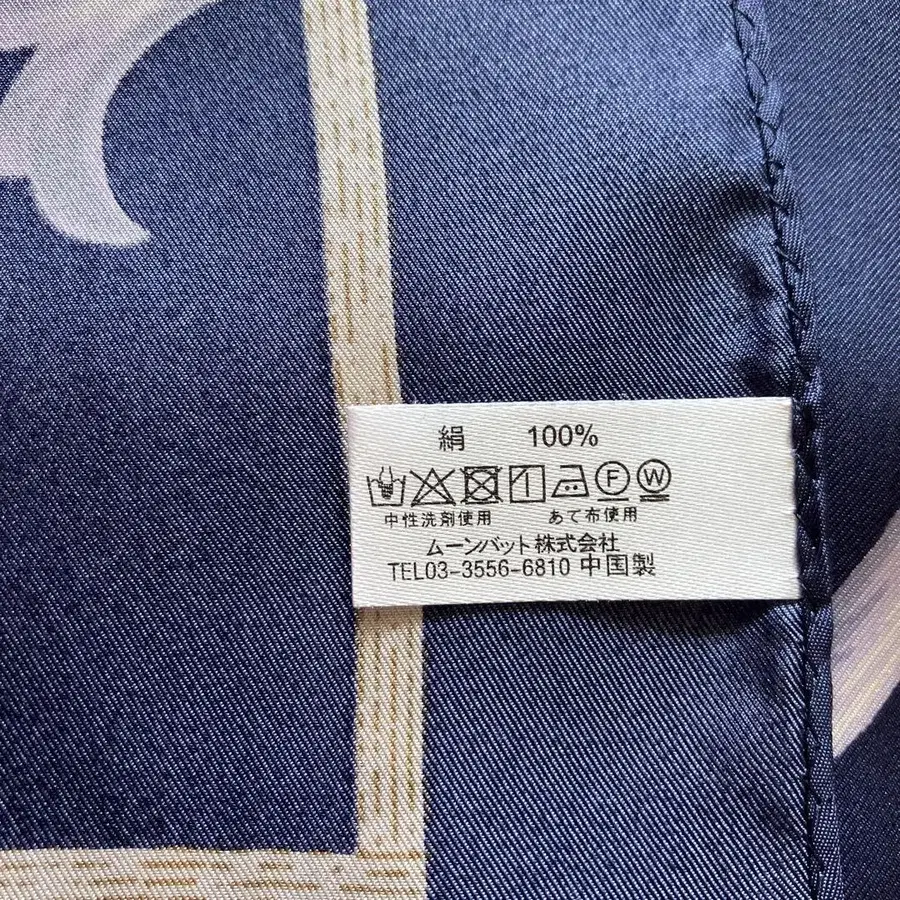 絹 100%
F W
中性洗剤使用 あて布使用
ムーンバット株式会社
TEL03-3556-6810 中国製